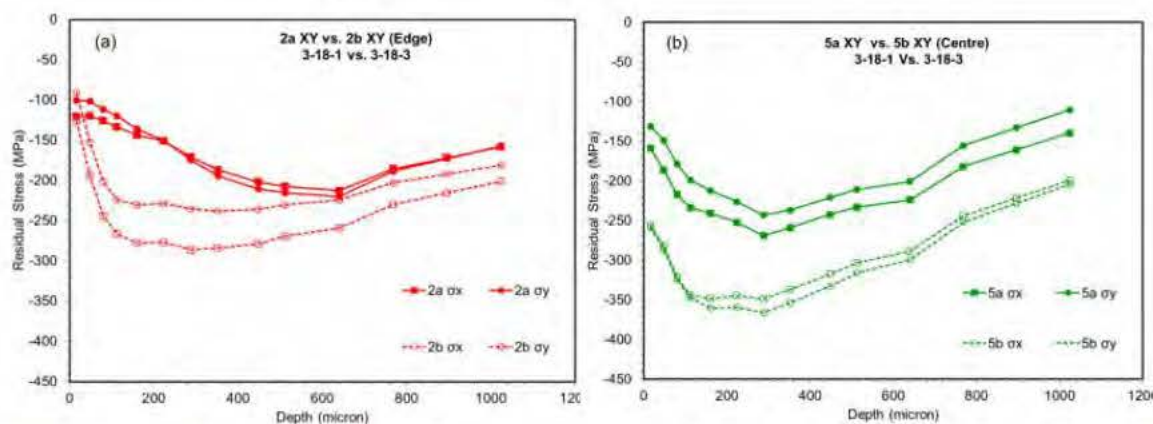 (a)
2a XY vs. 2b XY (Edge)
3-18-1 vs. 3-18-3
0
-50
-100
-150
-200
-250
-300
-350
-400
-450
Residual Stress (MPa)
2a σx
2a σy
2b σx
2b σy
0
200
400
600
800
1000
120
Depth (micron)
(b)
5a XY vs. 5b XY (Centre)
3-18-1 Vs. 3-18-3
0
-50
-100
-150
-200
-250
-300
-350
-400
-450
Residual Stress (MPa)
5a σx
5a σy
5b σx
5b σy
0
200
400
600
800
1000
120
Depth (micron)